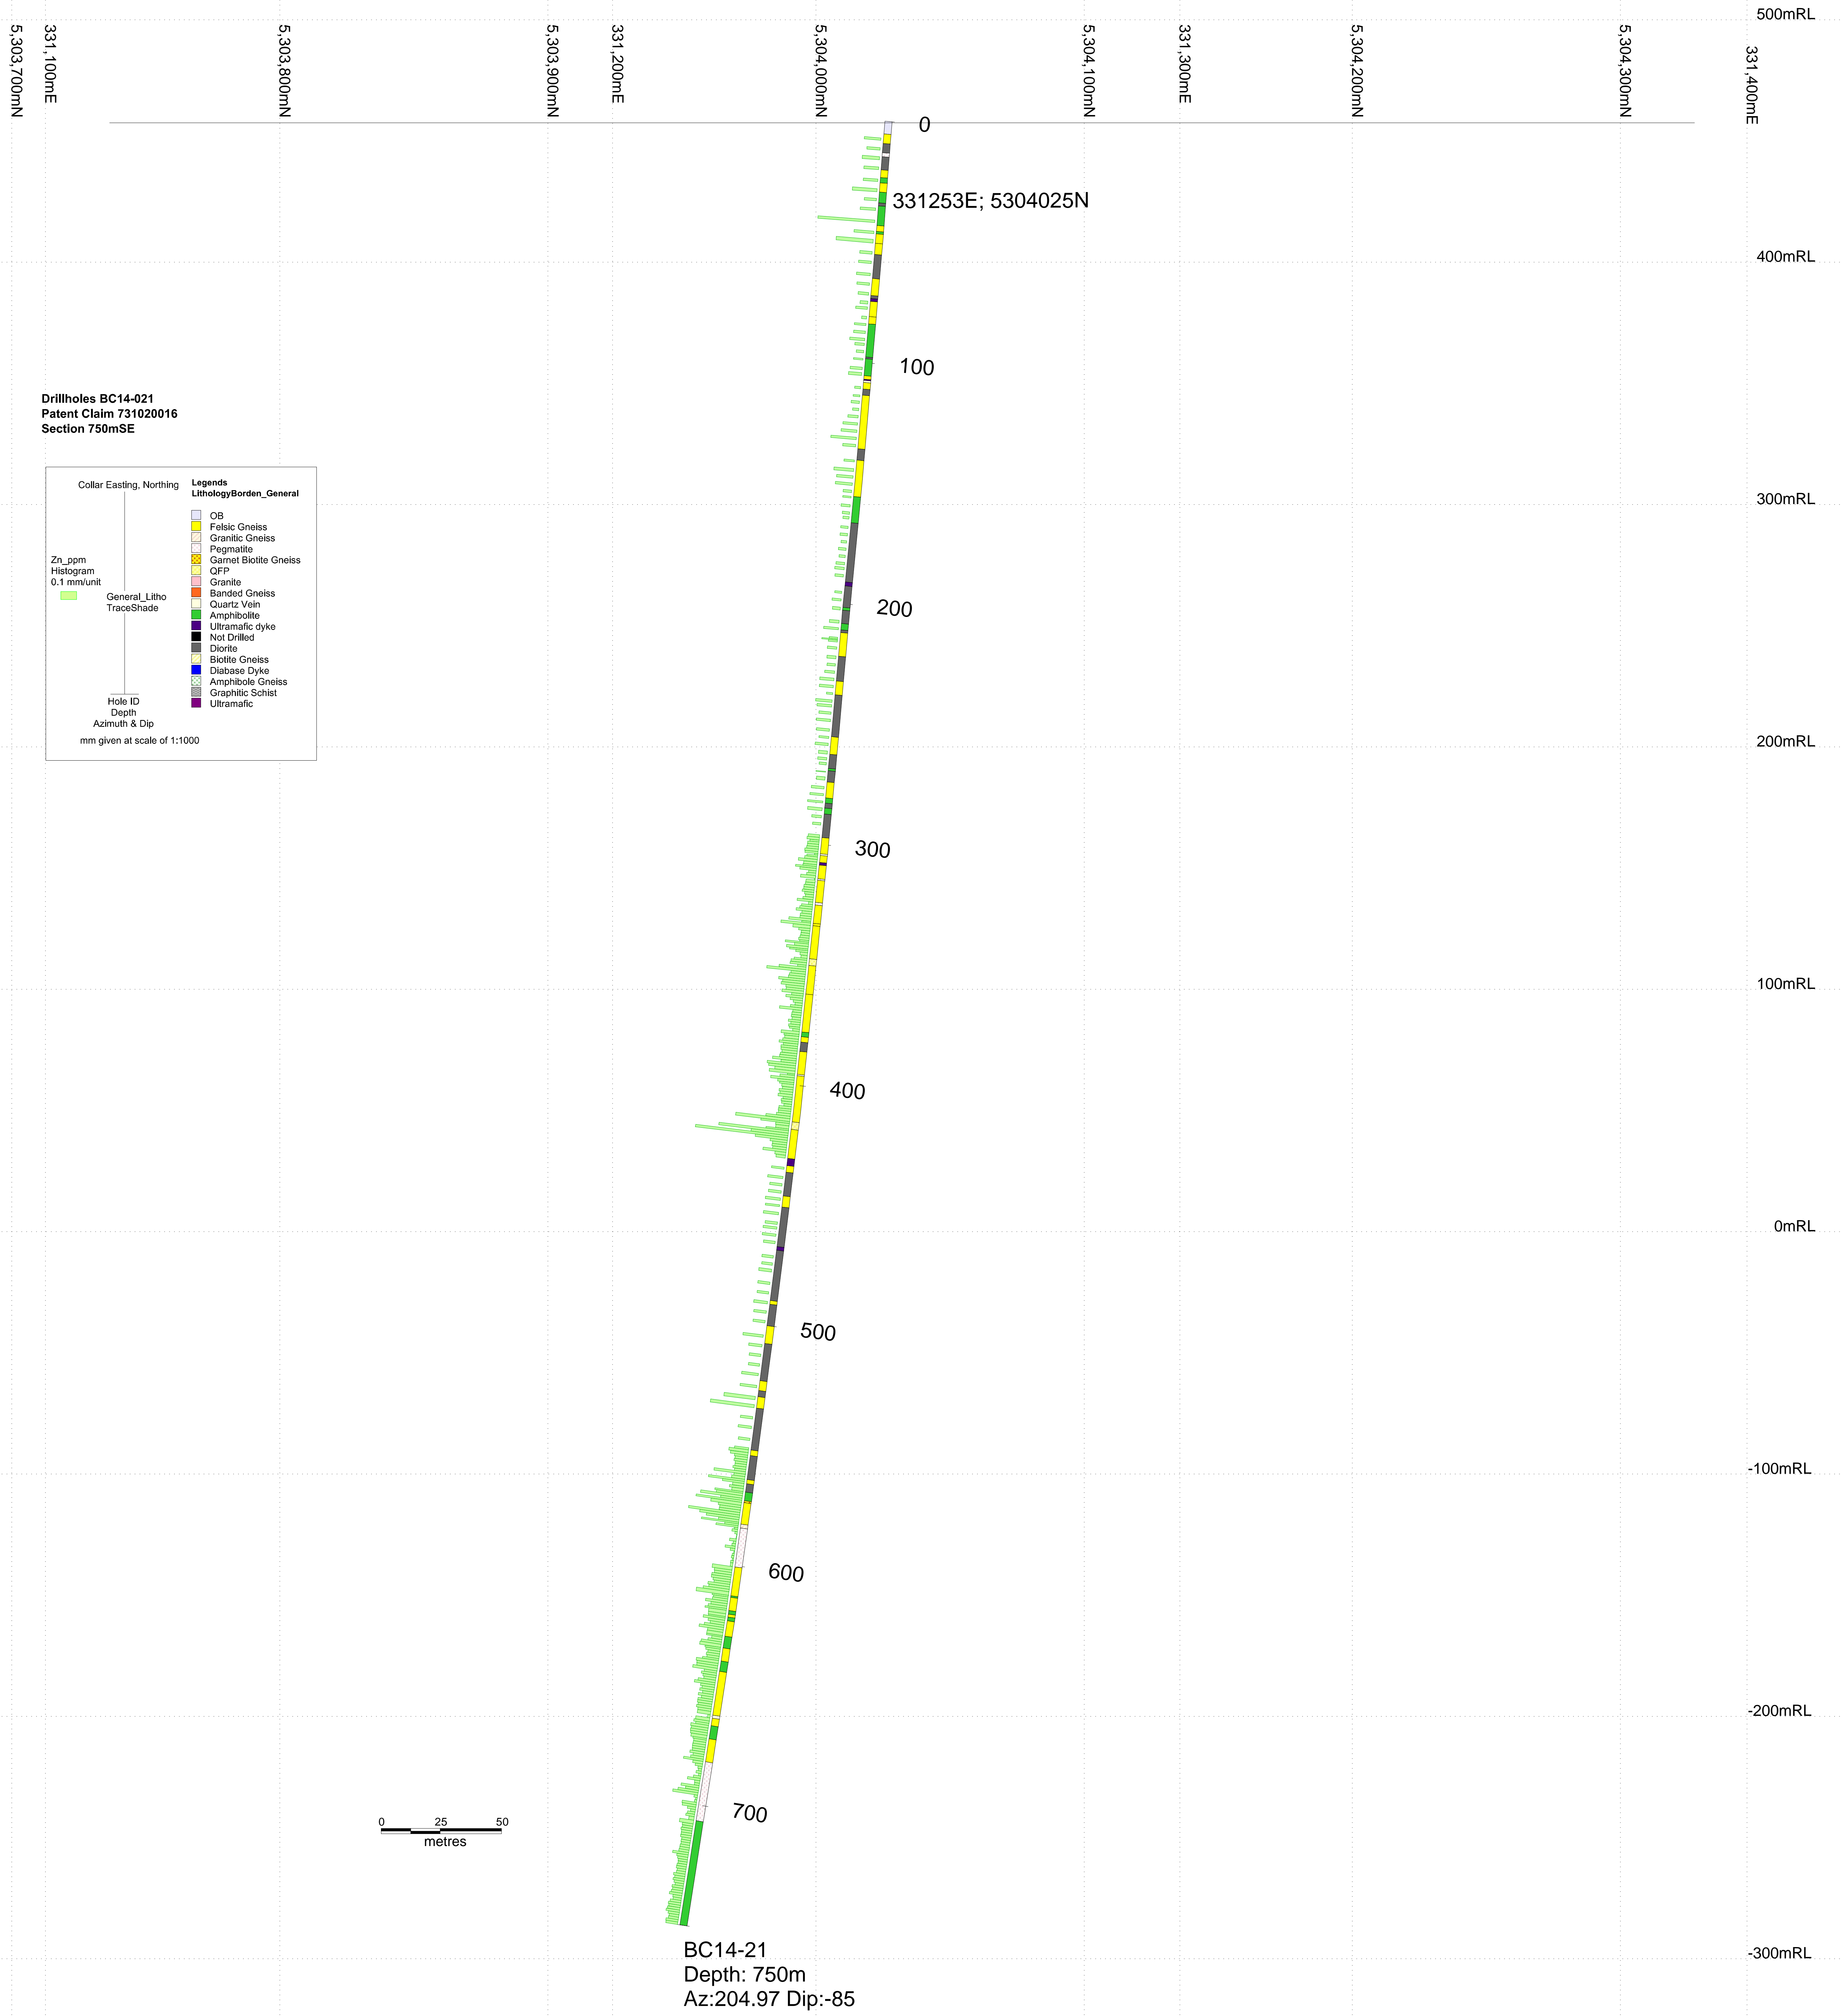 500mRL
5,303,700mN
331,100mE
5,303,800mN
5,303,900mN
331,200mE
5,304,000mN
5,304,100mN
331,300mE
5,304,200mN
5,304,300mN
331,400mE
0
331253E; 5304025N
400mRL
100
Drillholes BC14-021
Patent Claim 731020016
Section 750mSE
Collar Easting, Northing
Zn_ppm
Histogram
0.1 mm/unit
General_Litho
TraceShade
Hole ID
Depth
Azimuth & Dip
mm given at scale of 1:1000
Legends
LithologyBorden_General
OB
Felsic Gneiss
Granitic Gneiss
Pegmatite
Garnet Biotite Gneiss
QFP
Granite
Banded Gneiss
Quartz Vein
Amphibolite
Ultramafic dyke
Not Drilled
Diorite
Biotite Gneiss
Diabase Dyke
Amphibole Gneiss
Graphitic Schist
Ultramafic
300mRL
200
200mRL
300
100mRL
400
0mRL
500
-100mRL
600
-200mRL
700
0 25 50
metres
BC14-21
Depth: 750m
Az:204.97 Dip:-85
-300mRL